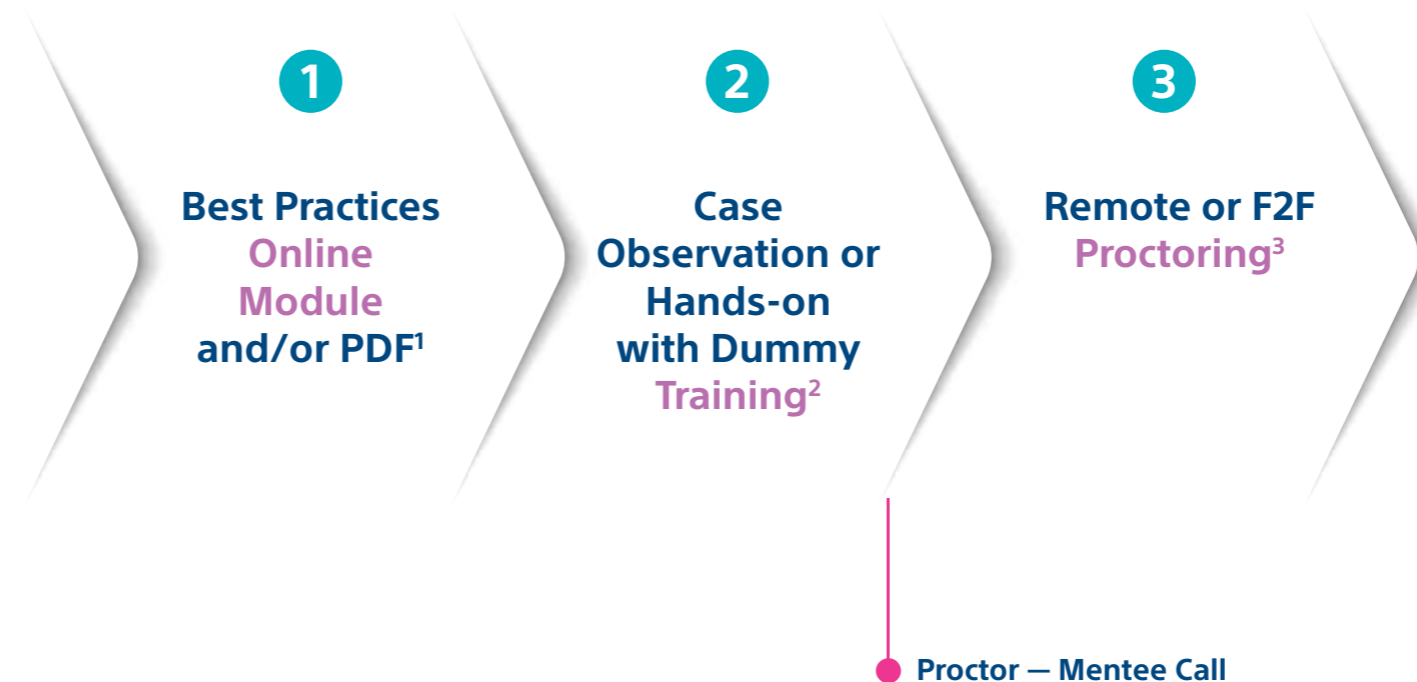 1
Best Practices
Online
Module
and/or PDF¹
2
Case
Observation or
Hands-on
with Dummy
Training²
3
Remote or F2F
Proctoring³
Proctor — Mentee Call